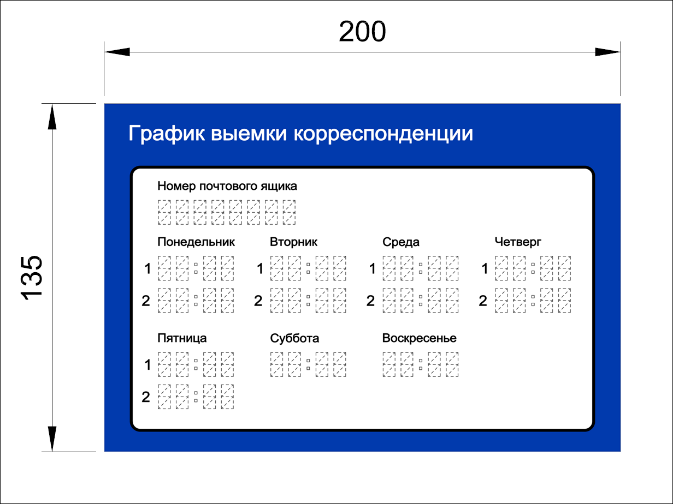 200
135
График выемки корреспонденции
Номер почтового ящика
Понедельник Вторник Среда Четверг
1 1 1 1
2 2 2 2
Пятница Суббота Воскресенье
1
2